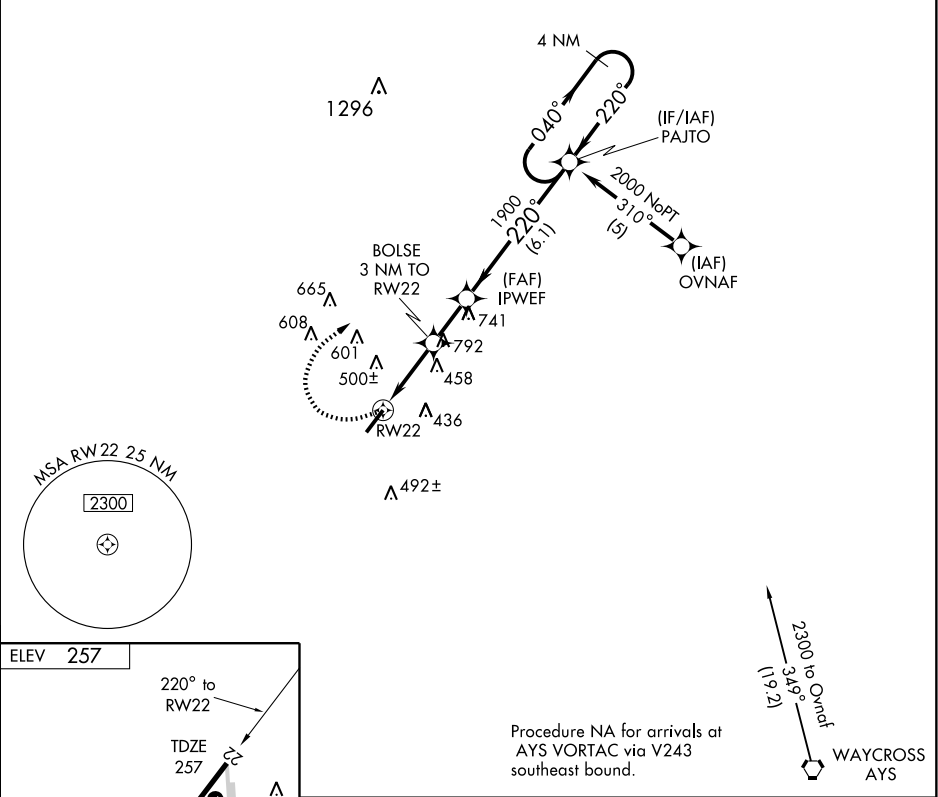 4 NM
1296
040°
220°
(IF/IAF)
PAJTO
2000 NoPT
310°
(5)
1900
220°
(6.1)
(IAF)
OVNAF
BOLSE
3 NM TO
RW22
(FAF)
IPWEF
665
608
601
500±
741
792
458
436
RW22
492±
MSA RW 22 25 NM
2300
ELEV 257
220° to
RW22
TDZE
257
22
2300 to Ovnaf
349°
(19.2)
Procedure NA for arrivals at
AYS VORTAC via V243
southeast bound.
WAYCROSS
AYS